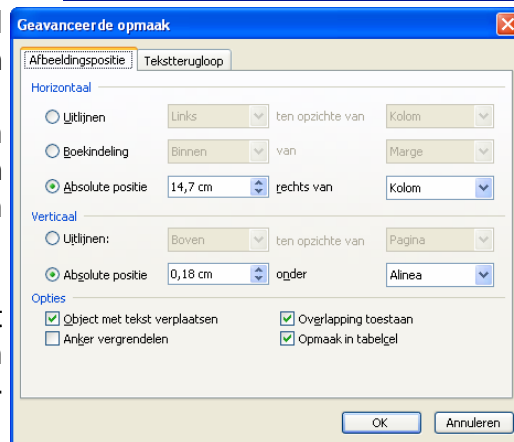 Geavanceerde opmaak
Afbeeldingspositie Tekstterugloop
Horizontaal
Uitlijnen Links ten opzichte van Kolom
Boekindeling Binnen van Marge
Absolute positie 14,7 cm rechts van Kolom
Verticaal
Uitlijnen: Boven ten opzichte van Pagina
Absolute positie 0,18 cm onder Alinea
Opties
Object met tekst verplaatsen Overlapping toestaan
Anker vergrendelen Opmaak in tabelcel
OK Annuleren